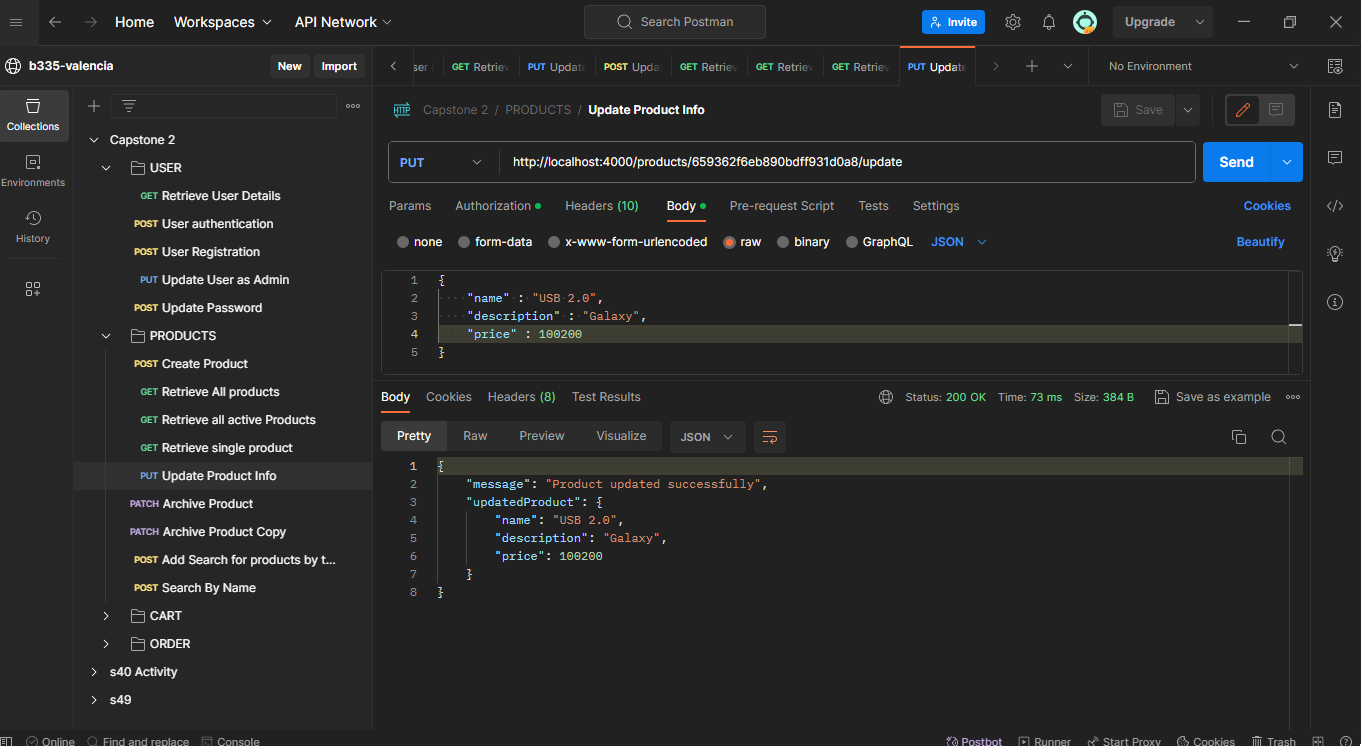 Home Workspaces API Network Search Postman Invite Upgrade
b335-valencia New Import
GET Retriev PUT Update POST Upda GET Retriev GET Retriev GET Retriev PUT Update No Environment
Collections
Environments
History
Capstone 2
USER
GET Retrieve User Details
POST User authentication
POST User Registration
PUT Update User as Admin
POST Update Password
PRODUCTS
POST Create Product
GET Retrieve All products
GET Retrieve all active Products
GET Retrieve single product
PUT Update Product Info
PATCH Archive Product
PATCH Archive Product Copy
POST Add Search for products by t...
POST Search By Name
CART
ORDER
s40 Activity
s49
HTTP Capstone 2 / PRODUCTS / Update Product Info Save
PUT http://localhost:4000/products/659362f6eb890bdff931d0a8/update Send
Params Authorization Headers (10) Body Pre-request Script Tests Settings Cookies
none form-data x-www-form-urlencoded raw binary GraphQL JSON Beautify
1 {
2 "name" : "USB 2.0",
3 "description" : "Galaxy",
4 "price" : 100200
5 }
Body Cookies Headers (8) Test Results Status: 200 OK Time: 73 ms Size: 384 B Save as example
Pretty Raw Preview Visualize JSON
1 {
2 "message": "Product updated successfully",
3 "updatedProduct": {
4 "name": "USB 2.0",
5 "description": "Galaxy",
6 "price": 100200
7 }
8 }
Online Find and replace Console Postbot Runner Start Proxy Cookies Trash